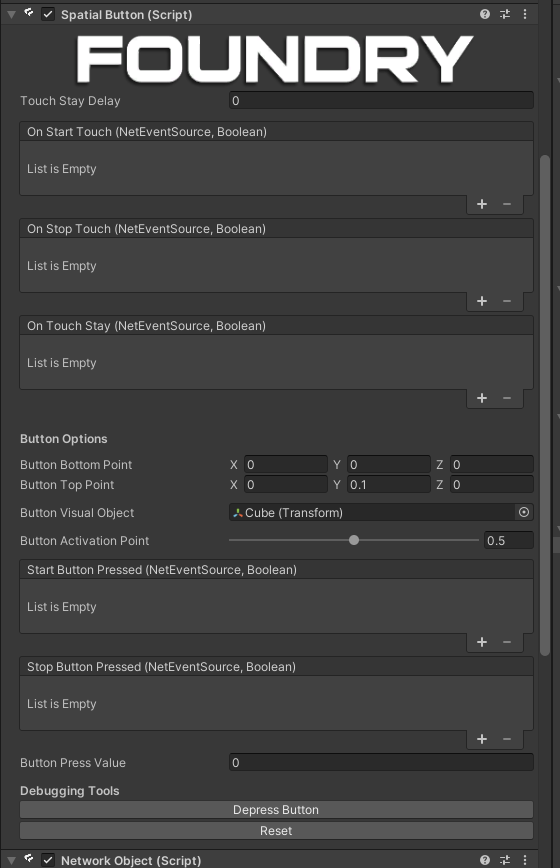 Spatial Button (Script)
FOUNDRY
Touch Stay Delay 0
On Start Touch (NetEventSource, Boolean)
List is Empty
+ −
On Stop Touch (NetEventSource, Boolean)
List is Empty
+ −
On Touch Stay (NetEventSource, Boolean)
List is Empty
+ −
Button Options
Button Bottom Point X 0 Y 0 Z 0
Button Top Point X 0 Y 0.1 Z 0
Button Visual Object Cube (Transform)
Button Activation Point 0.5
Start Button Pressed (NetEventSource, Boolean)
List is Empty
+ −
Stop Button Pressed (NetEventSource, Boolean)
List is Empty
+ −
Button Press Value 0
Debugging Tools
Depress Button
Reset
Network Object (Script)